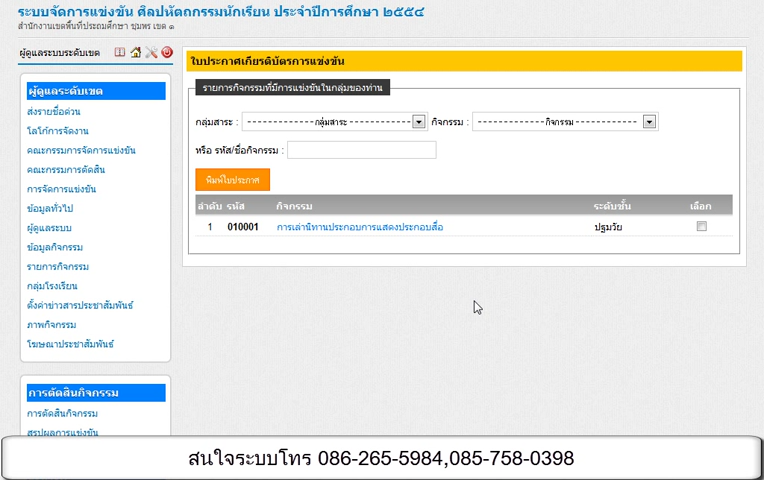 ระบบจัดการแข่งขัน ศิลปหัตถกรรมนักเรียน ประจำปีการศึกษา ๒๕๕๔
สำนักงานเขตพื้นที่ประถมศึกษา ชุมพร เขต ๑
ผู้ดูแลระบบระดับเขต
ผู้ดูแลระดับเขต
ส่งรายชื่อด่วน
โลโก้การจัดงาน
คณะกรรมการจัดการแข่งขัน
คณะกรรมการตัดสิน
การจัดการแข่งขัน
ข้อมูลทั่วไป
ผู้ดูแลระบบ
ข้อมูลกิจกรรม
รายการกิจกรรม
กลุ่มโรงเรียน
ตั้งค่าข่าวสารประชาสัมพันธ์
ภาพกิจกรรม
โฆษณาประชาสัมพันธ์
การตัดสินกิจกรรม
การตัดสินกิจกรรม
สรุปผลการแข่งขัน
ใบประกาศเกียรติบัตรการแข่งขัน
รายการกิจกรรมที่มีการแข่งขันในกลุ่มของท่าน
กลุ่มสาระ : --------------กลุ่มสาระ-------------- กิจกรรม : ---------------กิจกรรม---------------
หรือ รหัส/ชื่อกิจกรรม :
พิมพ์ใบประกาศ
ลำดับ รหัส กิจกรรม ระดับชั้น เลือก
1 010001 การเล่านิทานประกอบการแสดงประกอบสื่อ ปฐมวัย
สนใจระบบโทร 086-265-5984,085-758-0398